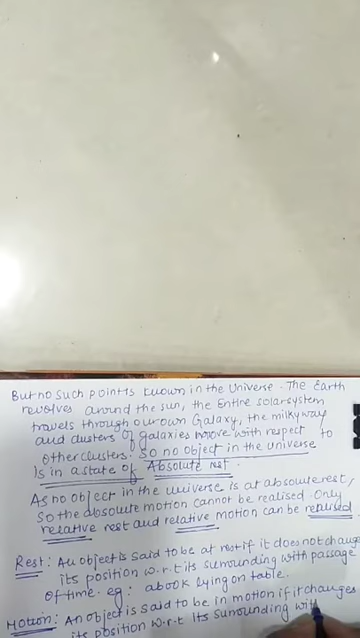 But no such point is known in the Universe. The Earth
revolves around the sun, the Entire solar system
travels through our own Galaxy, the milky way
and clusters of galaxies move with respect to
other clusters. So no object in the universe
is in a state of Absolute rest.
As no object in the universe is at absolute rest,
so the absolute motion cannot be realised. Only
relative rest and relative motion can be realised.
Rest: An object is said to be at rest if it does not change
its position w.r.t its surrounding with passage
of time. eg: a book lying on table.
Motion: An object is said to be in motion if it changes
its position w.r.t its surrounding with